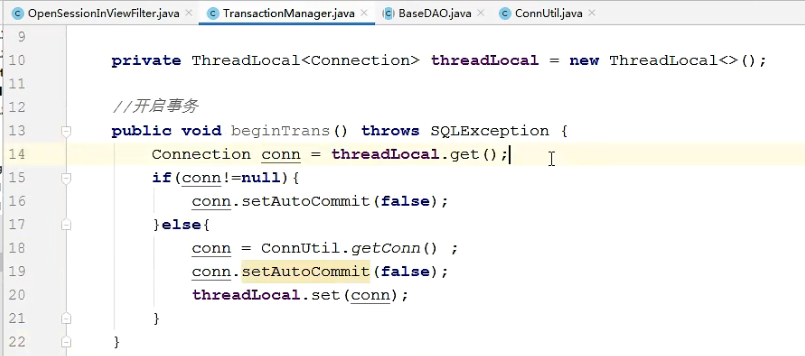 OpenSessionInViewFilter.java × TransactionManager.java × BaseDAO.java × ConnUtil.java ×
9
10 private ThreadLocal<Connection> threadLocal = new ThreadLocal<>();
11
12 //开启事务
13 public void beginTrans() throws SQLException {
14 Connection conn = threadLocal.get();
15 if(conn!=null){
16 conn.setAutoCommit(false);
17 }else{
18 conn = ConnUtil.getConn() ;
19 conn.setAutoCommit(false);
20 threadLocal.set(conn);
21 }
22 }